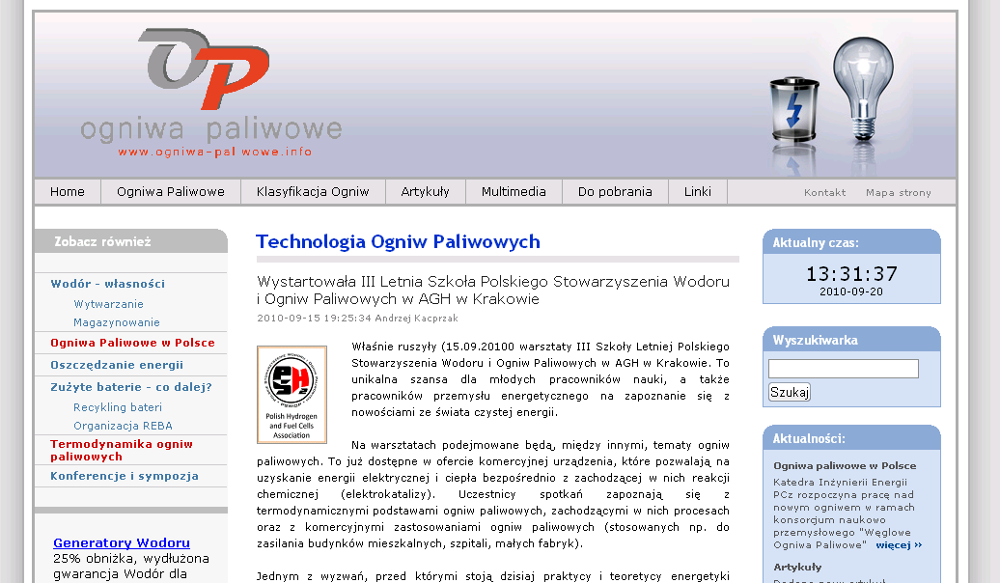 OP
ogniwa paliwowe
www.ogniwa-pal wowe.info
Home Ogniwa Paliwowe Klasyfikacja Ogniw Artykuły Multimedia Do pobrania Linki Kontakt Mapa strony
Zobacz również
Wodór - własności
Wytwarzanie
Magazynowanie
Ogniwa Paliwowe w Polsce
Oszczędzanie energii
Zużyte baterie - co dalej?
Recykling bateri
Organizacja REBA
Termodynamika ogniw
paliwowych
Konferencje i sympozja
Generatory Wodoru
25% obniżka, wydłużona
gwarancja Wodór dla
Technologia Ogniw Paliwowych
Wystartowała III Letnia Szkoła Polskiego Stowarzyszenia Wodoru
i Ogniw Paliwowych w AGH w Krakowie
2010-09-15 19:25:34 Andrzej Kacprzak
Polish Hydrogen
and Fuel Cells
Association
Właśnie ruszyły (15.09.20100 warsztaty III Szkoły Letniej Polskiego
Stowarzyszenia Wodoru i Ogniw Paliwowych w AGH w Krakowie. To
unikalna szansa dla młodych pracowników nauki, a także
pracowników przemysłu energetycznego na zapoznanie się z
nowościami ze świata czystej energii.
Na warsztatach podejmowane będą, między innymi, tematy ogniw
paliwowych. To już dostępne w ofercie komercyjnej urządzenia, które pozwalają na
uzyskanie energii elektrycznej i ciepła bezpośrednio z zachodzącej w nich reakcji
chemicznej (elektrokatalizy). Uczestnicy spotkań zapoznają się z
termodynamicznymi podstawami ogniw paliwowych, zachodzącymi w nich procesach
oraz z komercyjnymi zastosowaniami ogniw paliwowych (stosowanych np. do
zasilania budynków mieszkalnych, szpitali, małych fabryk).
Jednym z wyzwań, przed którymi stoją dzisiaj praktycy i teoretycy energetyki
Aktualny czas:
13:31:37
2010-09-20
Wyszukiwarka
Szukaj
Aktualności:
Ogniwa paliwowe w Polsce
Katedra Inżynierii Energii
PCz rozpoczyna pracę nad
nowym ogniwem w ramach
konsorcjum naukowo
przemysłowego "Węglowe
Ogniwa Paliwowe" więcej ››
Artykuły